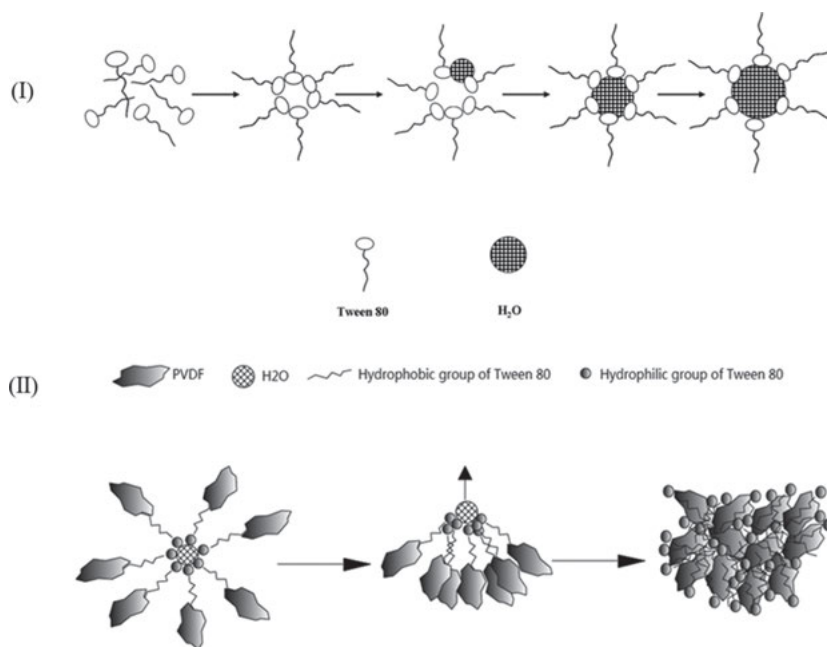 (I)
Tween 80
H₂O
(II)
PVDF
H2O
Hydrophobic group of Tween 80
Hydrophilic group of Tween 80